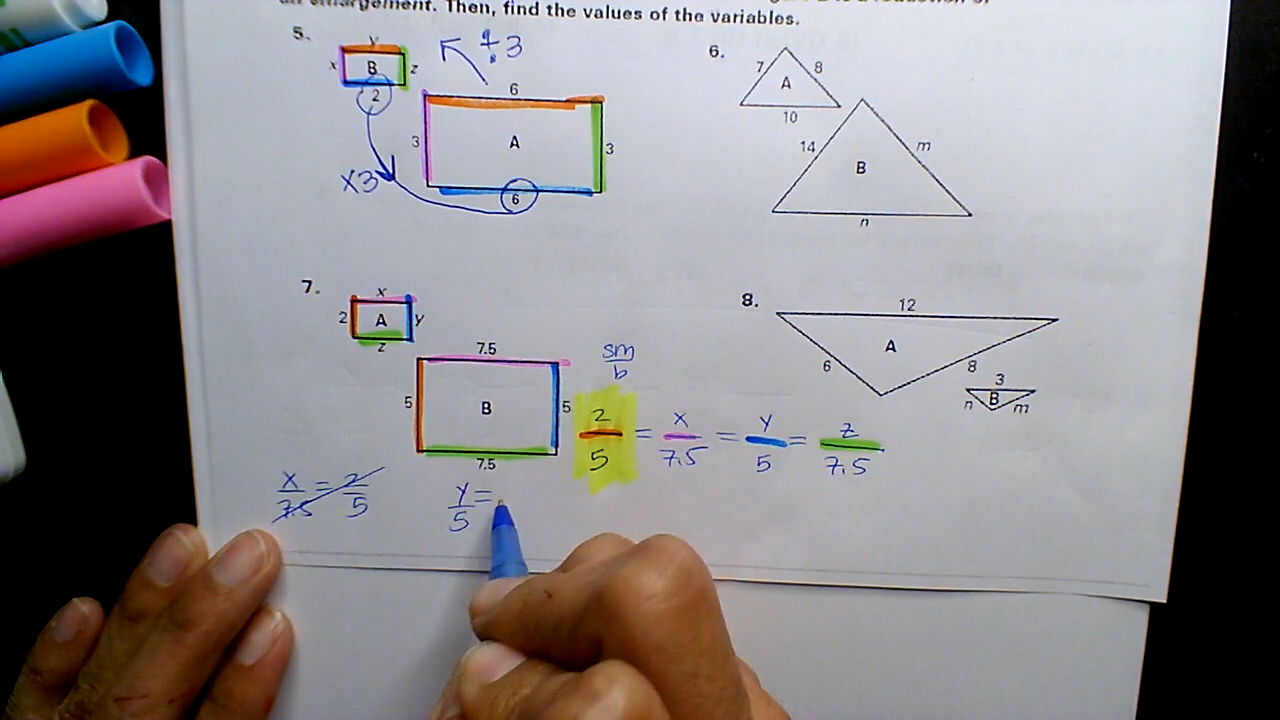 enlargement. Then, find the values of the variables.
5.
y
x B z
2
÷3
6
3 A 3
6
x3
6.
7 8
A
10
14 m
B
n
7.
x
2 A y
z
7.5
5 B 5
7.5
sm
b
2/5 = x/7.5 = y/5 = z/7.5
x/7.5 = 2/5
y/5 =
8.
12
A
6 8
3
n B m